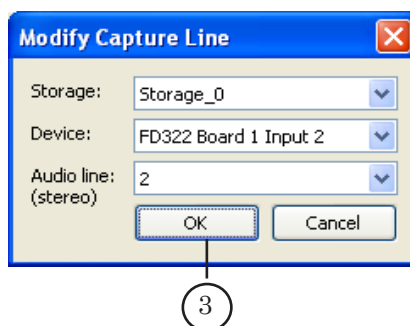 Modify Capture Line
Storage: Storage_0
Device: FD322 Board 1 Input 2
Audio line: 2
(stereo)
OK Cancel
3